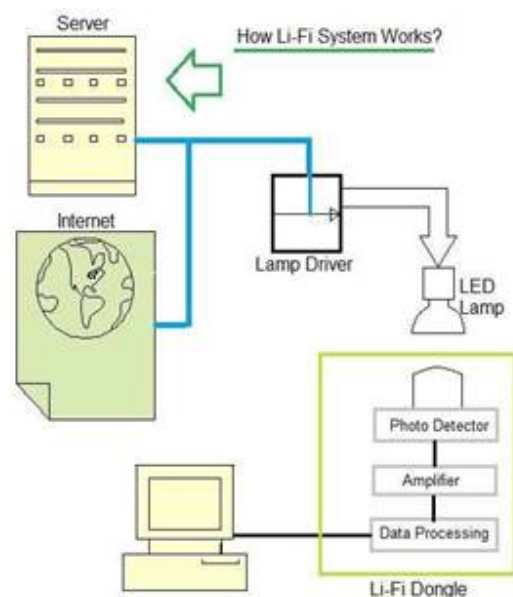 Server
How Li-Fi System Works?
Internet
Lamp Driver
LED
Lamp
Photo Detector
Amplifier
Data Processing
Li-Fi Dongle